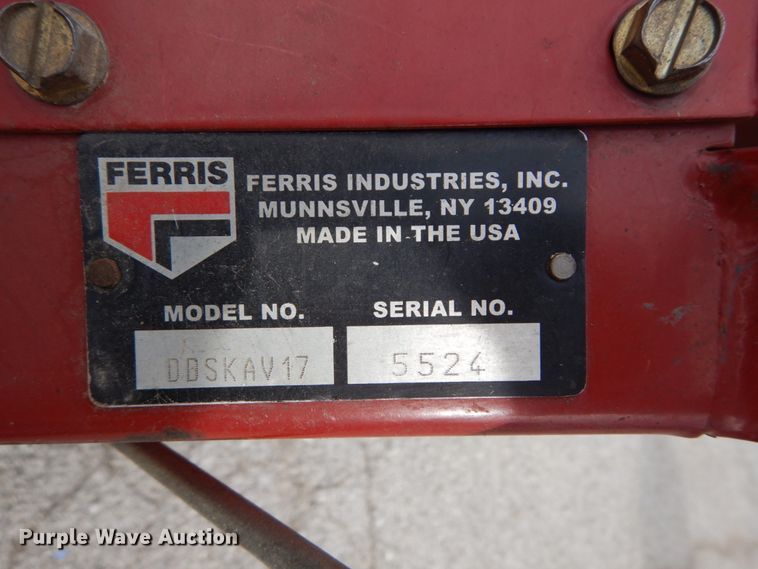 FERRIS
FERRIS INDUSTRIES, INC.
MUNNSVILLE, NY 13409
MADE IN THE USA
MODEL NO.
SERIAL NO.
DDSKAV17
5524
Purple Wave Auction